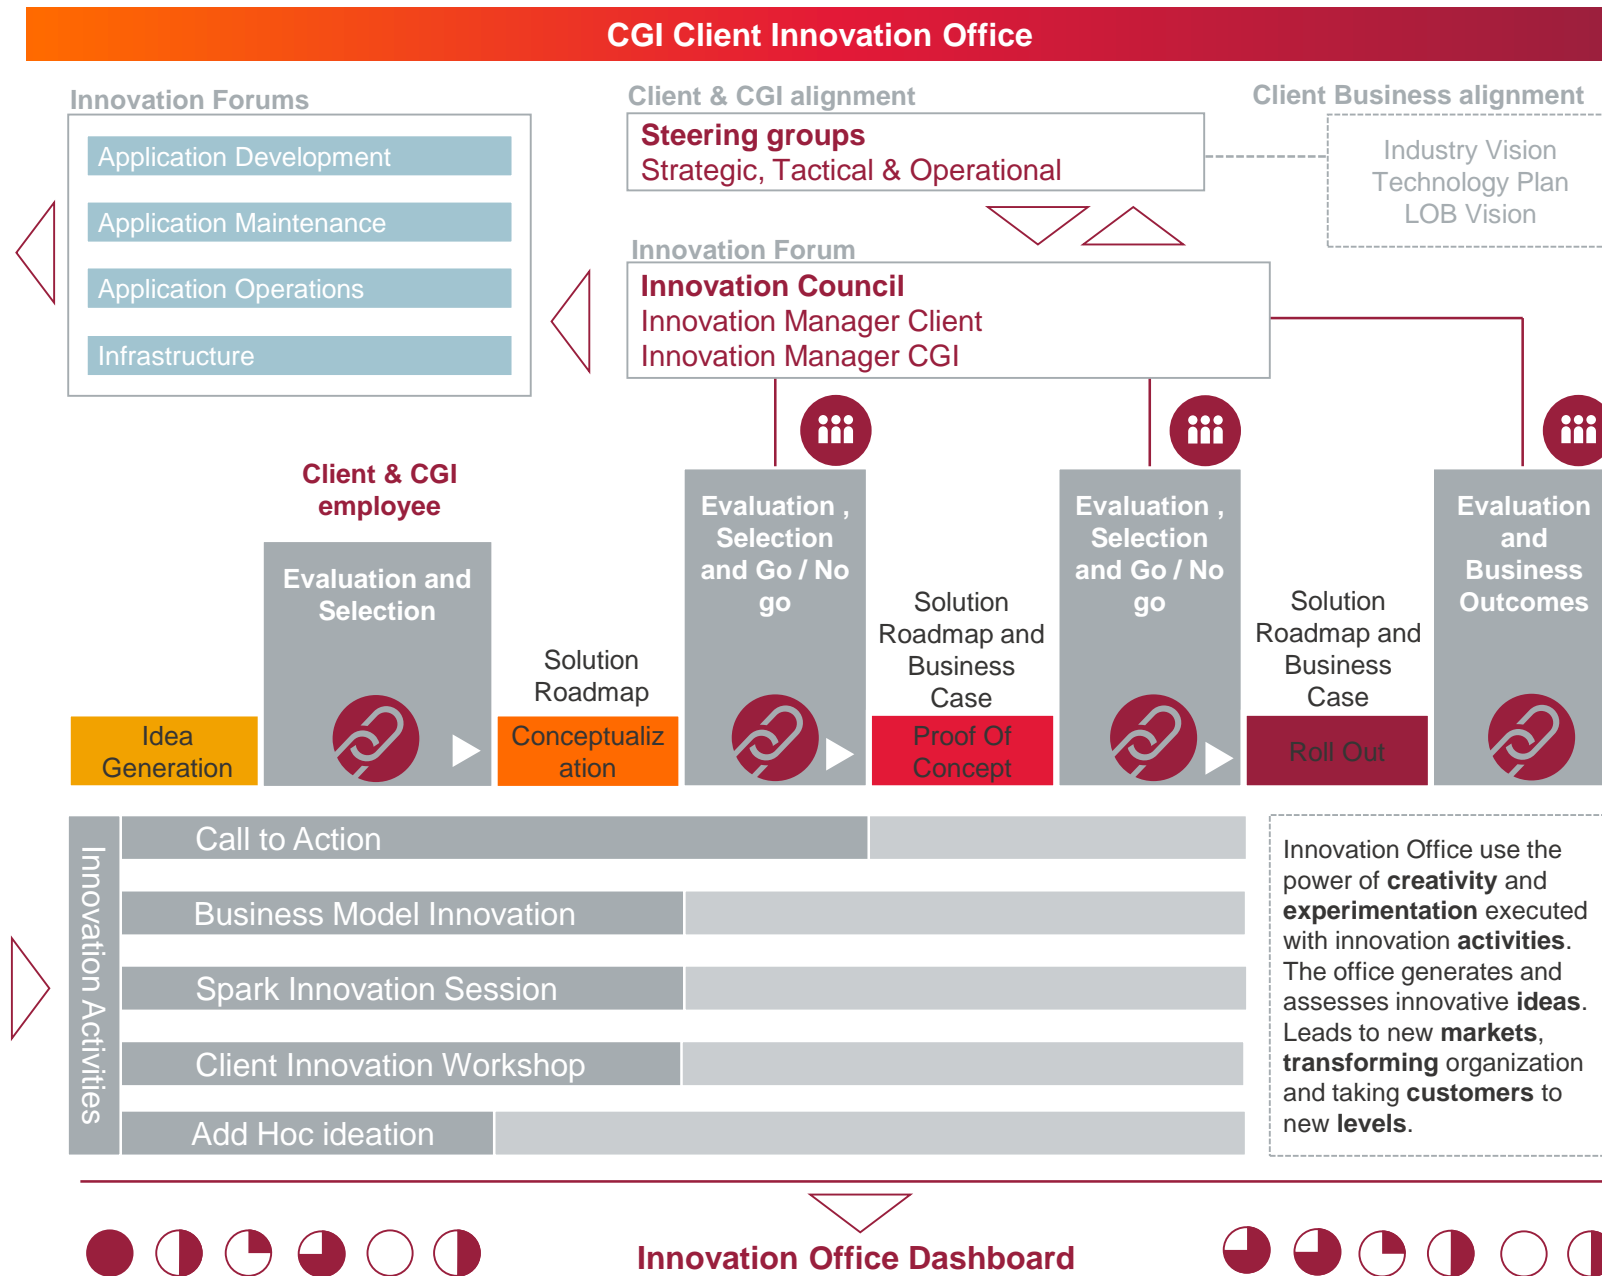 CGI Client Innovation Office
Innovation Forums
Application Development
Application Maintenance
Application Operations
Infrastructure
Client & CGI alignment
Steering groups
Strategic, Tactical & Operational
Client Business alignment
Industry Vision
Technology Plan
LOB Vision
Innovation Forum
Innovation Council
Innovation Manager Client
Innovation Manager CGI
Client & CGI
employee
Idea
Generation
Evaluation and
Selection
Solution
Roadmap
Conceptualiz
ation
Evaluation ,
Selection
and Go / No
go
Solution
Roadmap and
Business
Case
Proof Of
Concept
Evaluation ,
Selection
and Go / No
go
Solution
Roadmap and
Business
Case
Roll Out
Evaluation
and
Business
Outcomes
Innovation Activities
Call to Action
Business Model Innovation
Spark Innovation Session
Client Innovation Workshop
Add Hoc ideation
Innovation Office use the
power of creativity and
experimentation executed
with innovation activities.
The office generates and
assesses innovative ideas.
Leads to new markets,
transforming organization
and taking customers to
new levels.
Innovation Office Dashboard